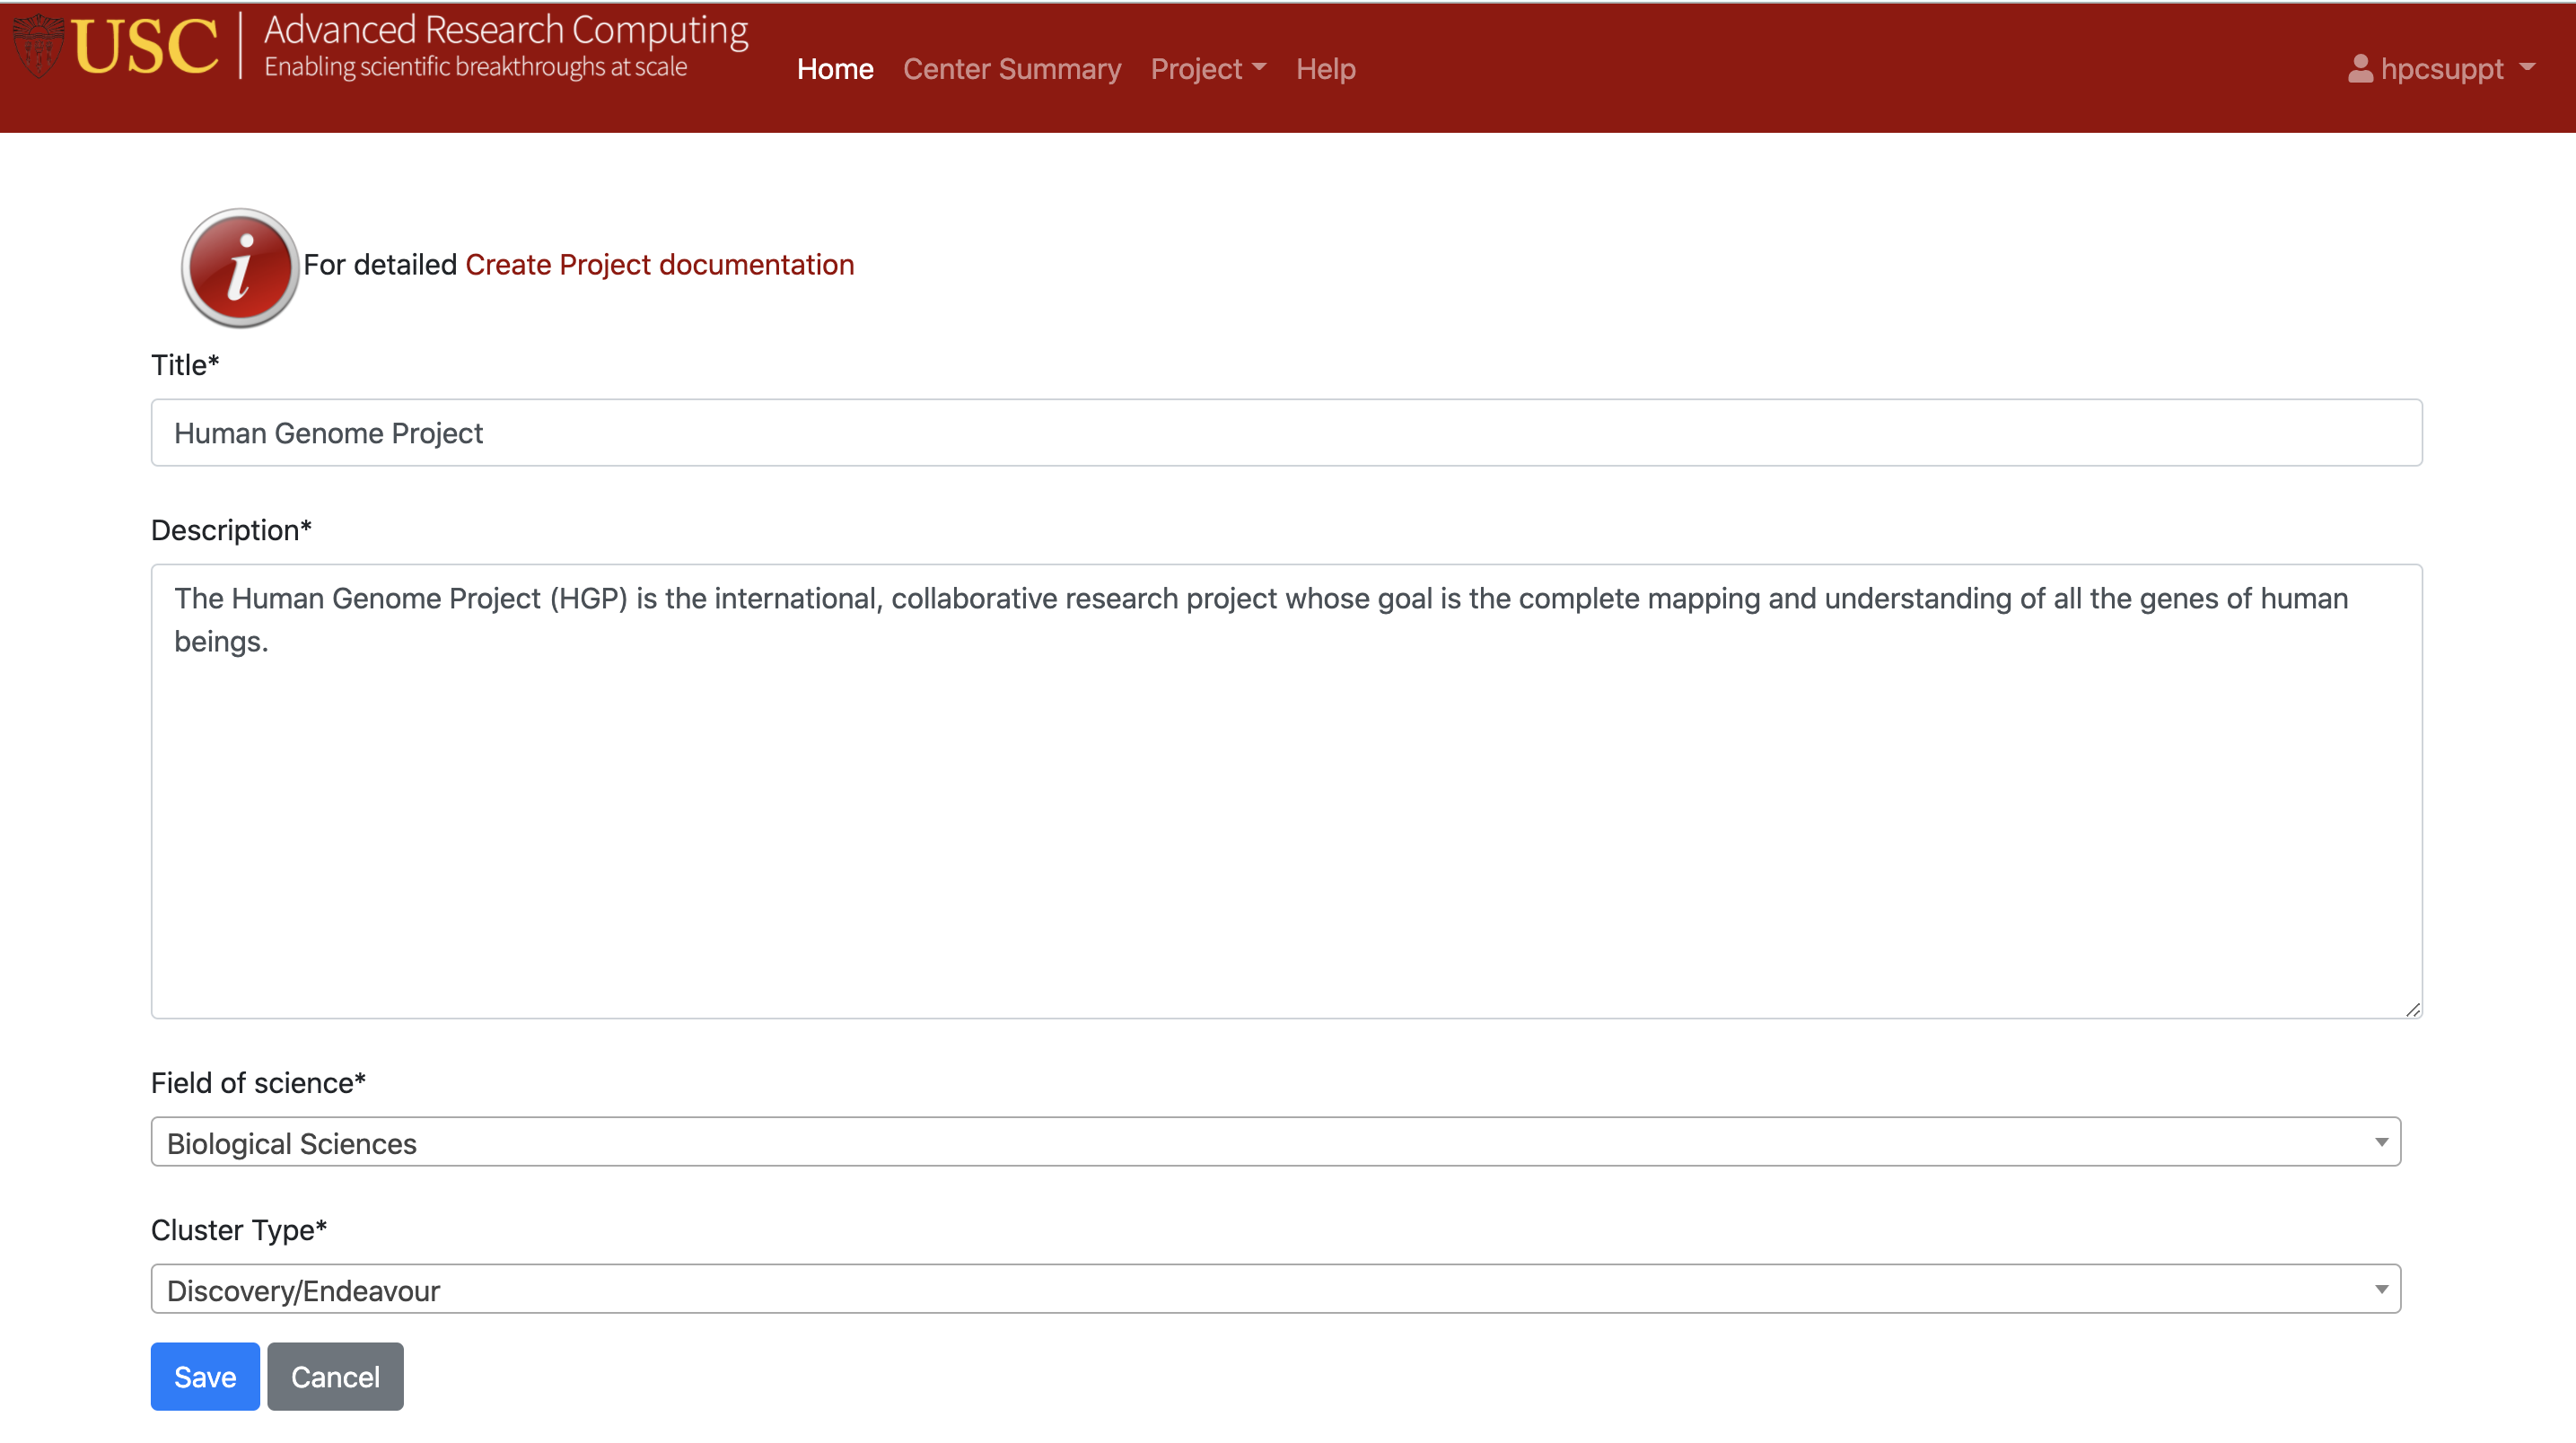 USC Advanced Research Computing
Enabling scientific breakthroughs at scale
Home Center Summary Project Help hpcsuppt
For detailed Create Project documentation
Title*
Human Genome Project
Description*
The Human Genome Project (HGP) is the international, collaborative research project whose goal is the complete mapping and understanding of all the genes of human
beings.
Field of science*
Biological Sciences
Cluster Type*
Discovery/Endeavour
Save Cancel